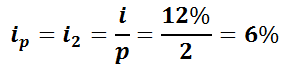 i_p = i_2 = i/p = 12%/2 = 6%